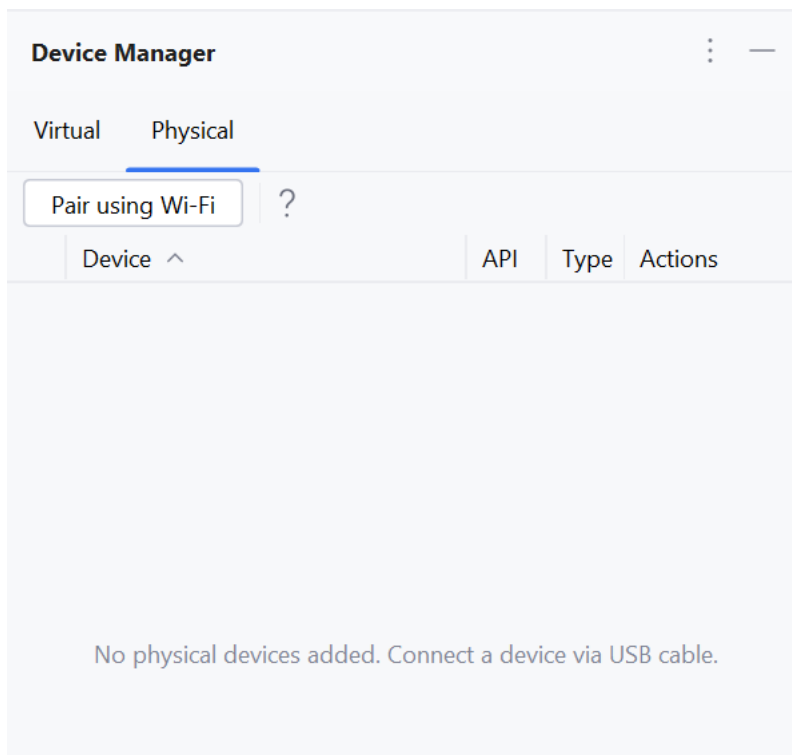 Device Manager
Virtual Physical
Pair using Wi-Fi ?
Device API Type Actions
No physical devices added. Connect a device via USB cable.